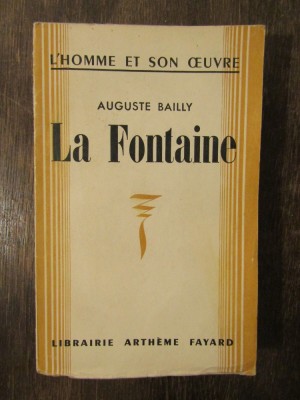 L'HOMME ET SON ŒUVRE
AUGUSTE BAILLY
La Fontaine
LIBRAIRIE ARTHÈME FAYARD